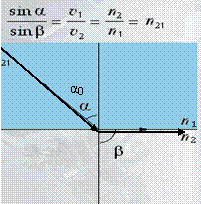 sin α / sin β = v₁ / v₂ = n₂ / n₁ = n₂₁
21
α₀
α
n₁
n₂
β